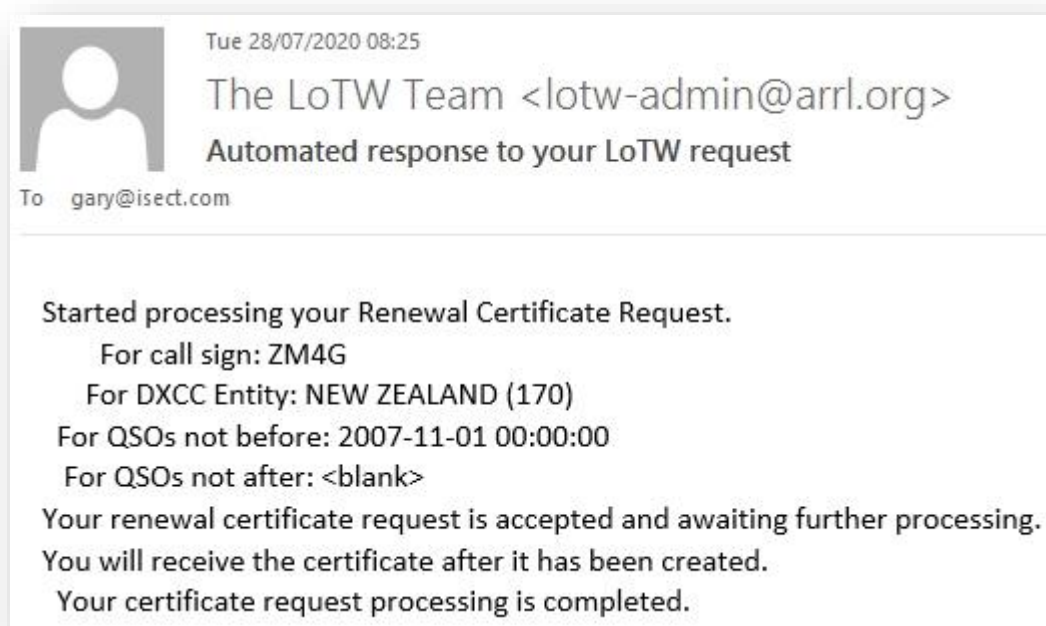 Tue 28/07/2020 08:25
The LoTW Team <lotw-admin@arrl.org>
Automated response to your LoTW request
To gary@isect.com
Started processing your Renewal Certificate Request.
For call sign: ZM4G
For DXCC Entity: NEW ZEALAND (170)
For QSOs not before: 2007-11-01 00:00:00
For QSOs not after: <blank>
Your renewal certificate request is accepted and awaiting further processing.
You will receive the certificate after it has been created.
Your certificate request processing is completed.